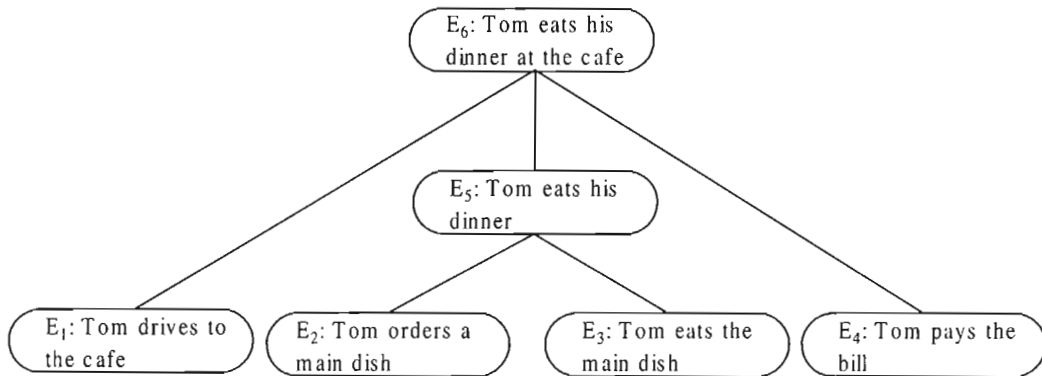 E₆: Tom eats his
dinner at the cafe
E₅: Tom eats his
dinner
E₁: Tom drives to
the cafe
E₂: Tom orders a
main dish
E₃: Tom eats the
main dish
E₄: Tom pays the
bill